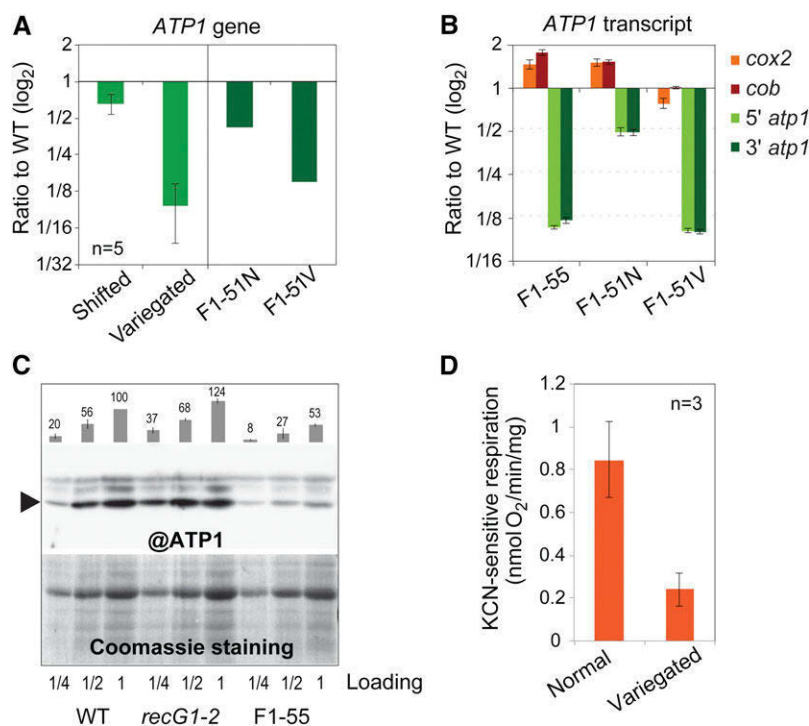 A
ATP1 gene
Ratio to WT (log2)
2
1
1/2
1/4
1/8
1/16
1/32
n=5
Shifted
Variegated
F1-51N
F1-51V
B
ATP1 transcript
Ratio to WT (log2)
2
1
1/2
1/4
1/8
1/16
F1-55
F1-51N
F1-51V
cox2
cob
5' atp1
3' atp1
C
20 56 100 37 68 124 8 27 53
@ATP1
Coomassie staining
1/4 1/2 1 1/4 1/2 1 1/4 1/2 1 Loading
WT recG1-2 F1-55
D
KCN-sensitive respiration
(nmol O2/min/mg)
1.2
1
0.8
0.6
0.4
0.2
0
n=3
Normal
Variegated